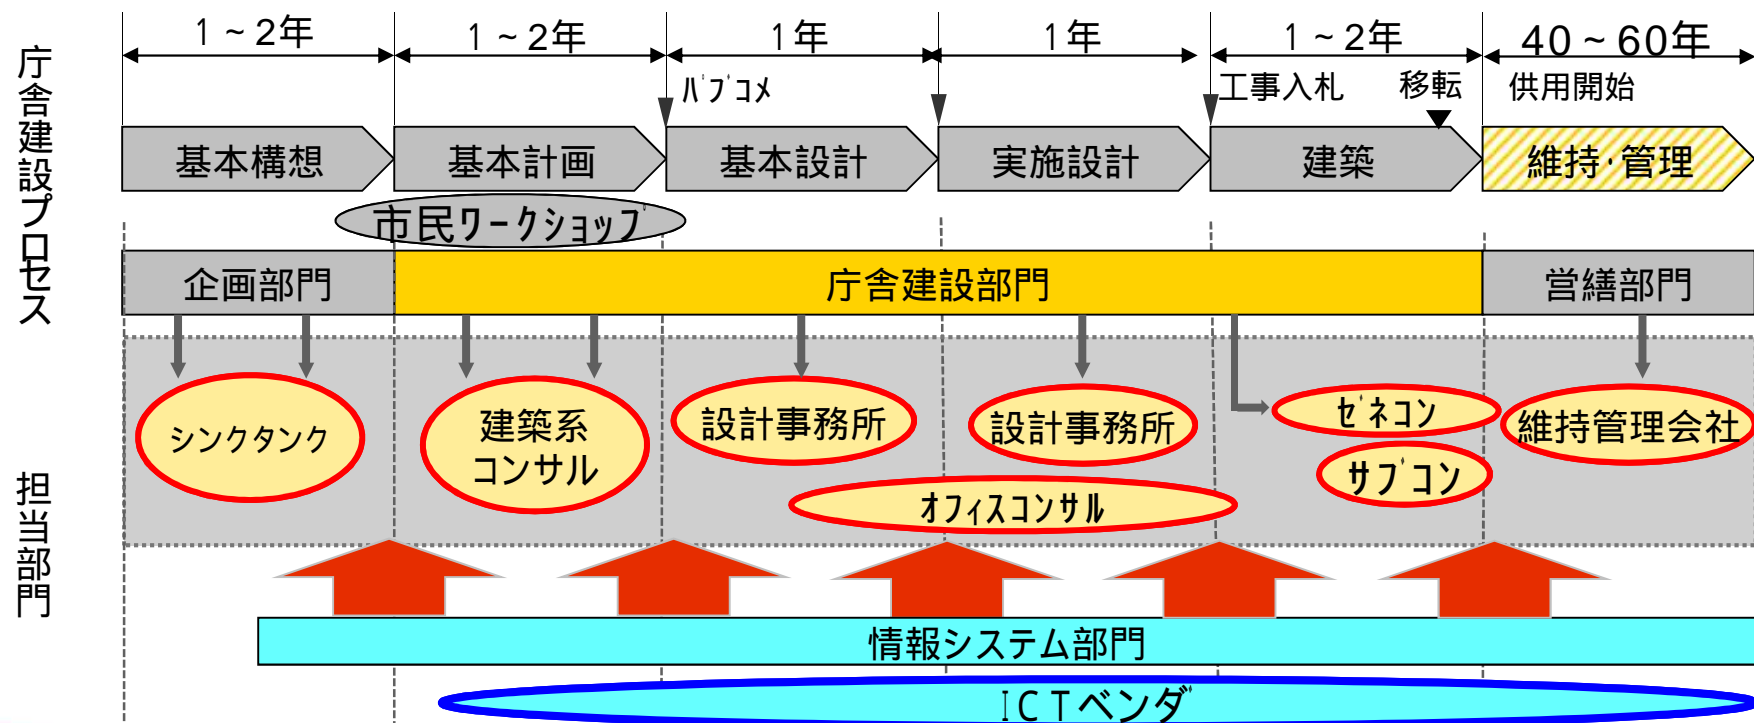 庁舎建設プロセス
1~2年
1~2年
1年
1年
1~2年
40~60年
パブコメ
工事入札
移転
供用開始
基本構想
基本計画
基本設計
実施設計
建築
維持・管理
市民ワークショップ
企画部門
庁舎建設部門
営繕部門
担当部門
シンクタンク
建築系
コンサル
設計事務所
設計事務所
ゼネコン
維持管理会社
サブコン
オフィスコンサル
情報システム部門
ICTベンダ